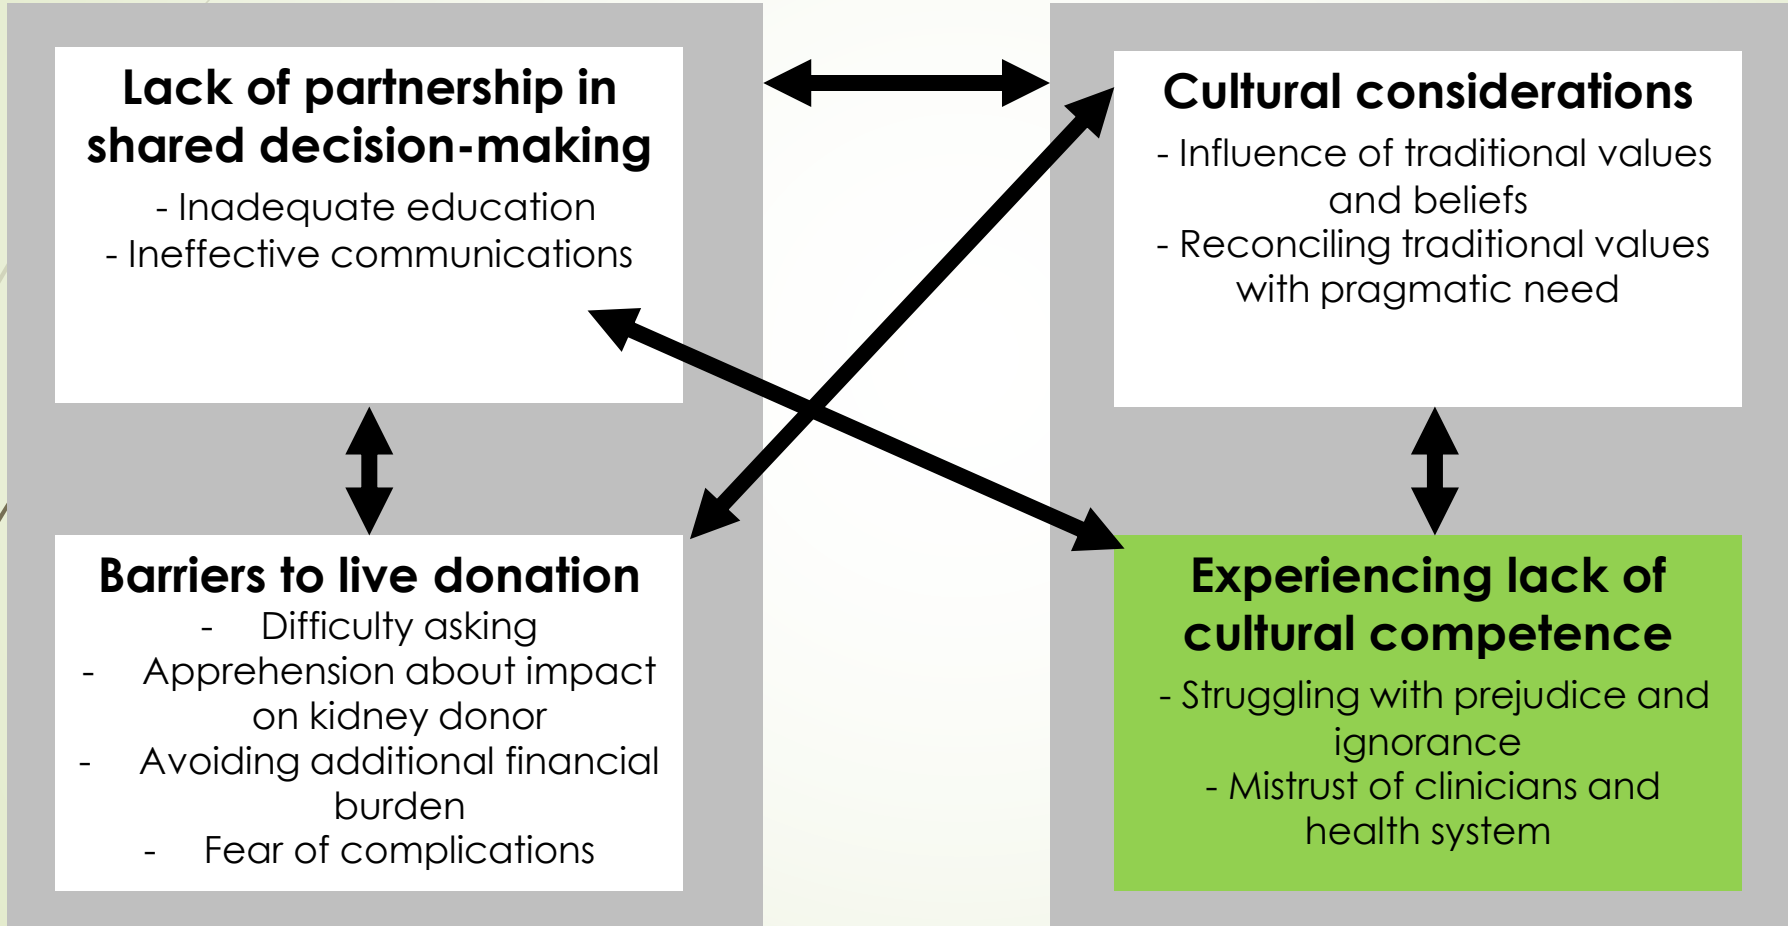 Lack of partnership in
shared decision-making
- Inadequate education
- Ineffective communications
Barriers to live donation
- Difficulty asking
- Apprehension about impact
on kidney donor
- Avoiding additional financial
burden
- Fear of complications
Cultural considerations
- Influence of traditional values
and beliefs
- Reconciling traditional values
with pragmatic need
Experiencing lack of
cultural competence
- Struggling with prejudice and
ignorance
- Mistrust of clinicians and
health system